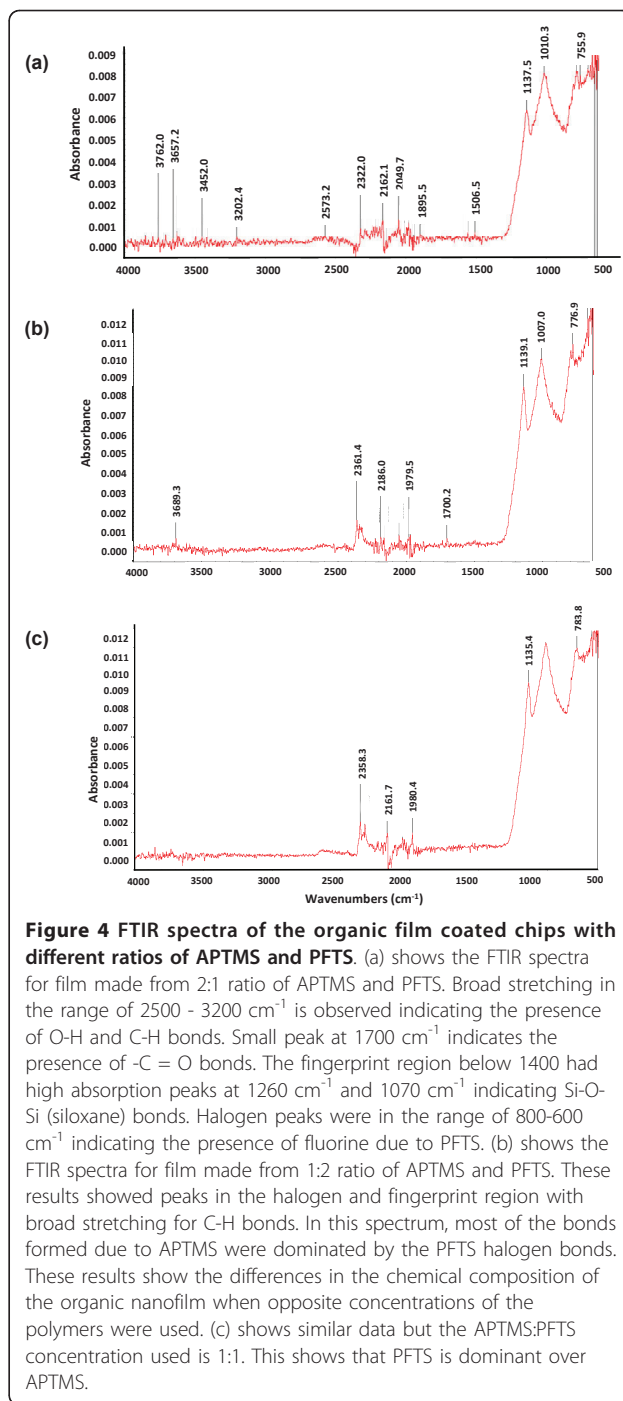 (a)
Absorbance
0.009
0.008
0.007
0.006
0.005
0.004
0.003
0.002
0.001
0.000
3762.0
3657.2
3452.0
3202.4
2573.2
2322.0
2162.1
2049.7
1895.5
1506.5
1137.5
1010.3
755.9
4000 3500 3000 2500 2000 1500 1000 500
(b)
Absorbance
0.012
0.011
0.010
0.009
0.008
0.007
0.006
0.005
0.004
0.003
0.002
0.001
0.000
3689.3
2361.4
2186.0
1979.5
1700.2
1139.1
1007.0
776.9
4000 3500 3000 2500 2000 1500 1000 500
(c)
Absorbance
0.012
0.011
0.010
0.009
0.008
0.007
0.006
0.005
0.004
0.003
0.002
0.001
0.000
2358.3
2161.7
1980.4
1135.4
783.8
4000 3500 3000 2500 2000 1500 1000 500
Wavenumbers (cm-1)
Figure 4 FTIR spectra of the organic film coated chips with
different ratios of APTMS and PFTS. (a) shows the FTIR spectra
for film made from 2:1 ratio of APTMS and PFTS. Broad stretching in
the range of 2500 - 3200 cm-1 is observed indicating the presence
of O-H and C-H bonds. Small peak at 1700 cm-1 indicates the
presence of -C = O bonds. The fingerprint region below 1400 had
high absorption peaks at 1260 cm-1 and 1070 cm-1 indicating Si-O-
Si (siloxane) bonds. Halogen peaks were in the range of 800-600
cm-1 indicating the presence of fluorine due to PFTS. (b) shows the
FTIR spectra for film made from 1:2 ratio of APTMS and PFTS. These
results showed peaks in the halogen and fingerprint region with
broad stretching for C-H bonds. In this spectrum, most of the bonds
formed due to APTMS were dominated by the PFTS halogen bonds.
These results show the differences in the chemical composition of
the organic nanofilm when opposite concentrations of the
polymers were used. (c) shows similar data but the APTMS:PFTS
concentration used is 1:1. This shows that PFTS is dominant over
APTMS.